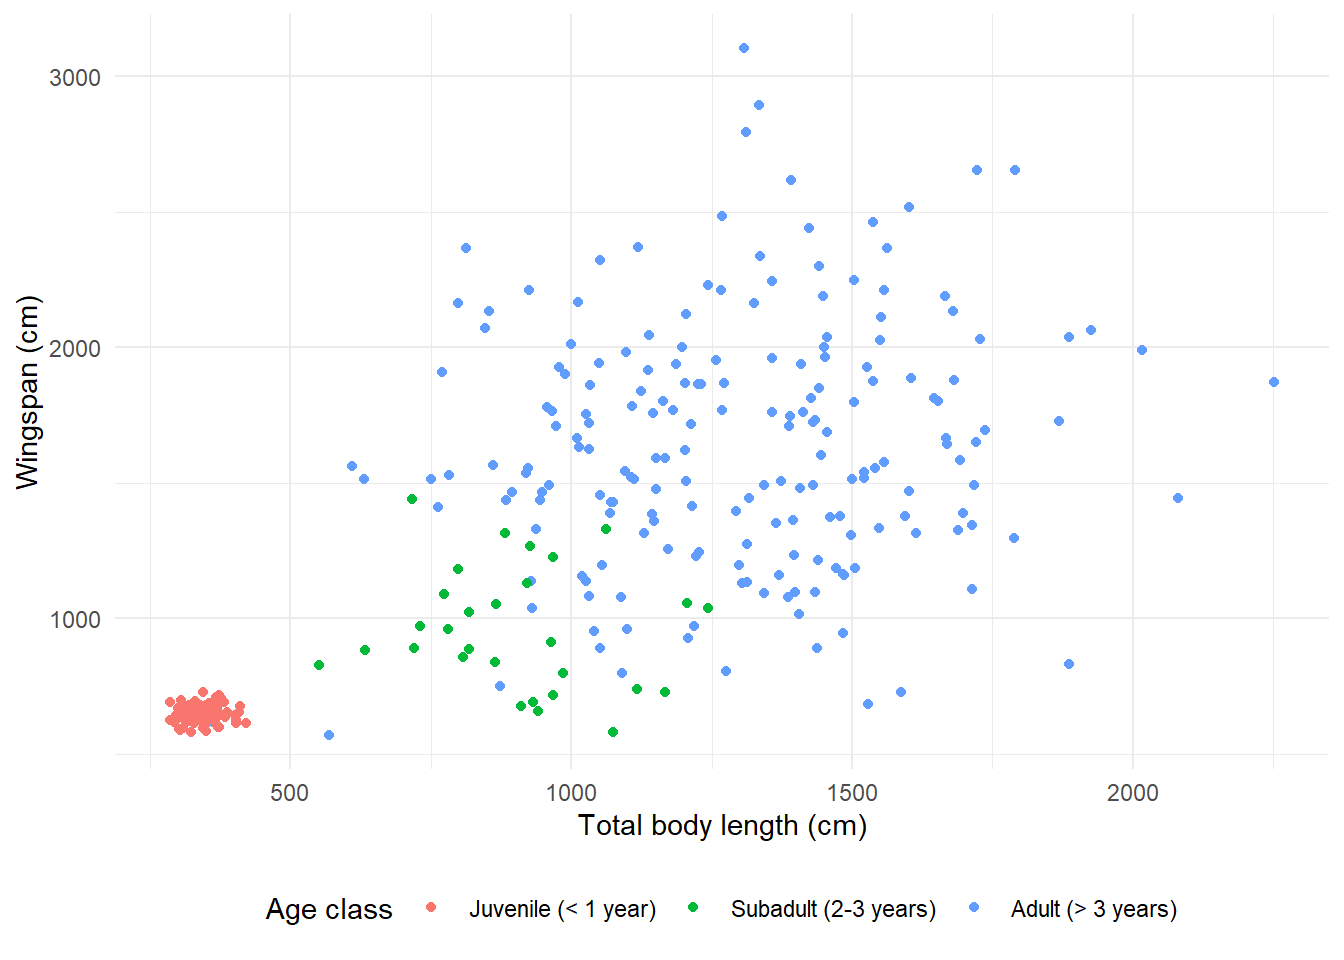 Wingspan (cm)
3000
2000
1000
500 1000 1500 2000
Total body length (cm)
Age class Juvenile (< 1 year) Subadult (2-3 years) Adult (> 3 years)